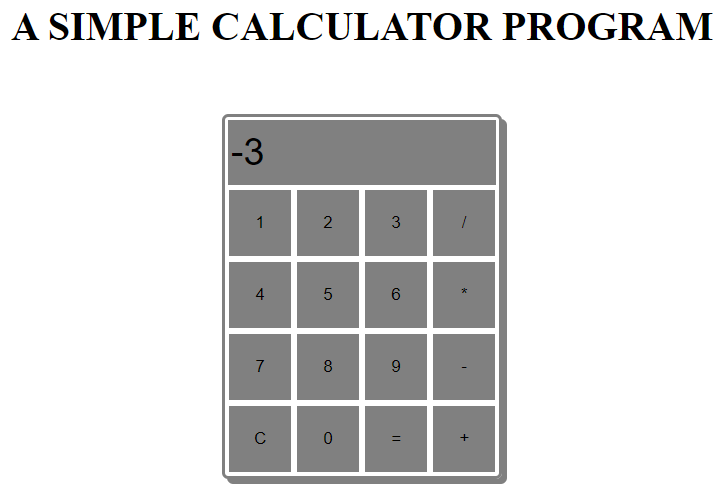 A SIMPLE CALCULATOR PROGRAM
-3
1 2 3 /
4 5 6 *
7 8 9 -
C 0 = +